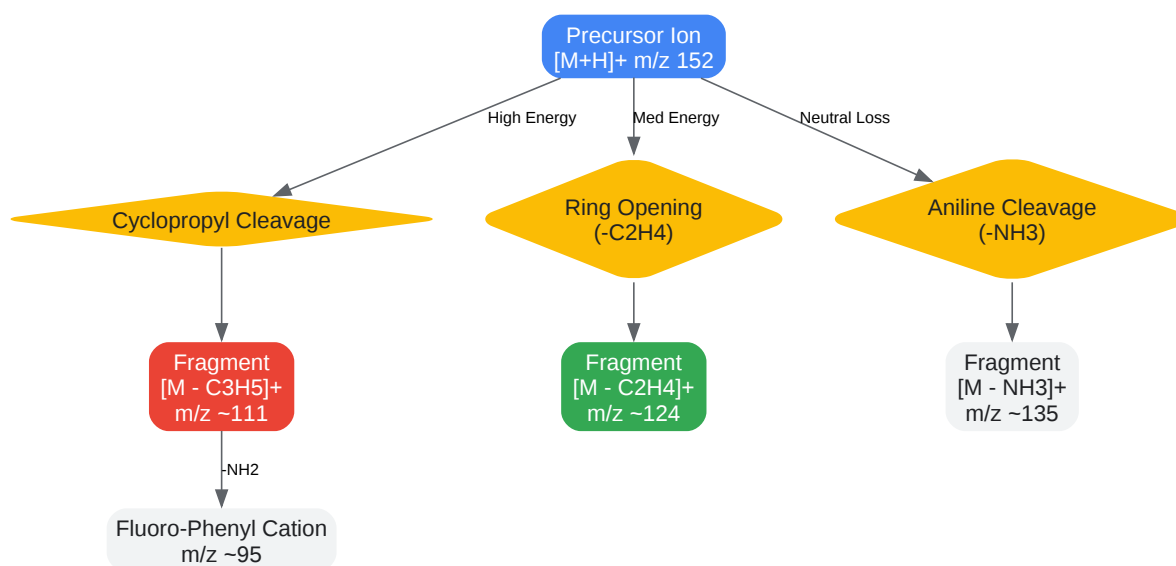 Precursor Ion
[M+H]+ m/z 152
High Energy
Med Energy
Neutral Loss
Cyclopropyl Cleavage
Ring Opening
(-C2H4)
Aniline Cleavage
(-NH3)
Fragment
[M - C3H5]+
m/z ~111
Fragment
[M - C2H4]+
m/z ~124
Fragment
[M - NH3]+
m/z ~135
-NH2
Fluoro-Phenyl Cation
m/z ~95